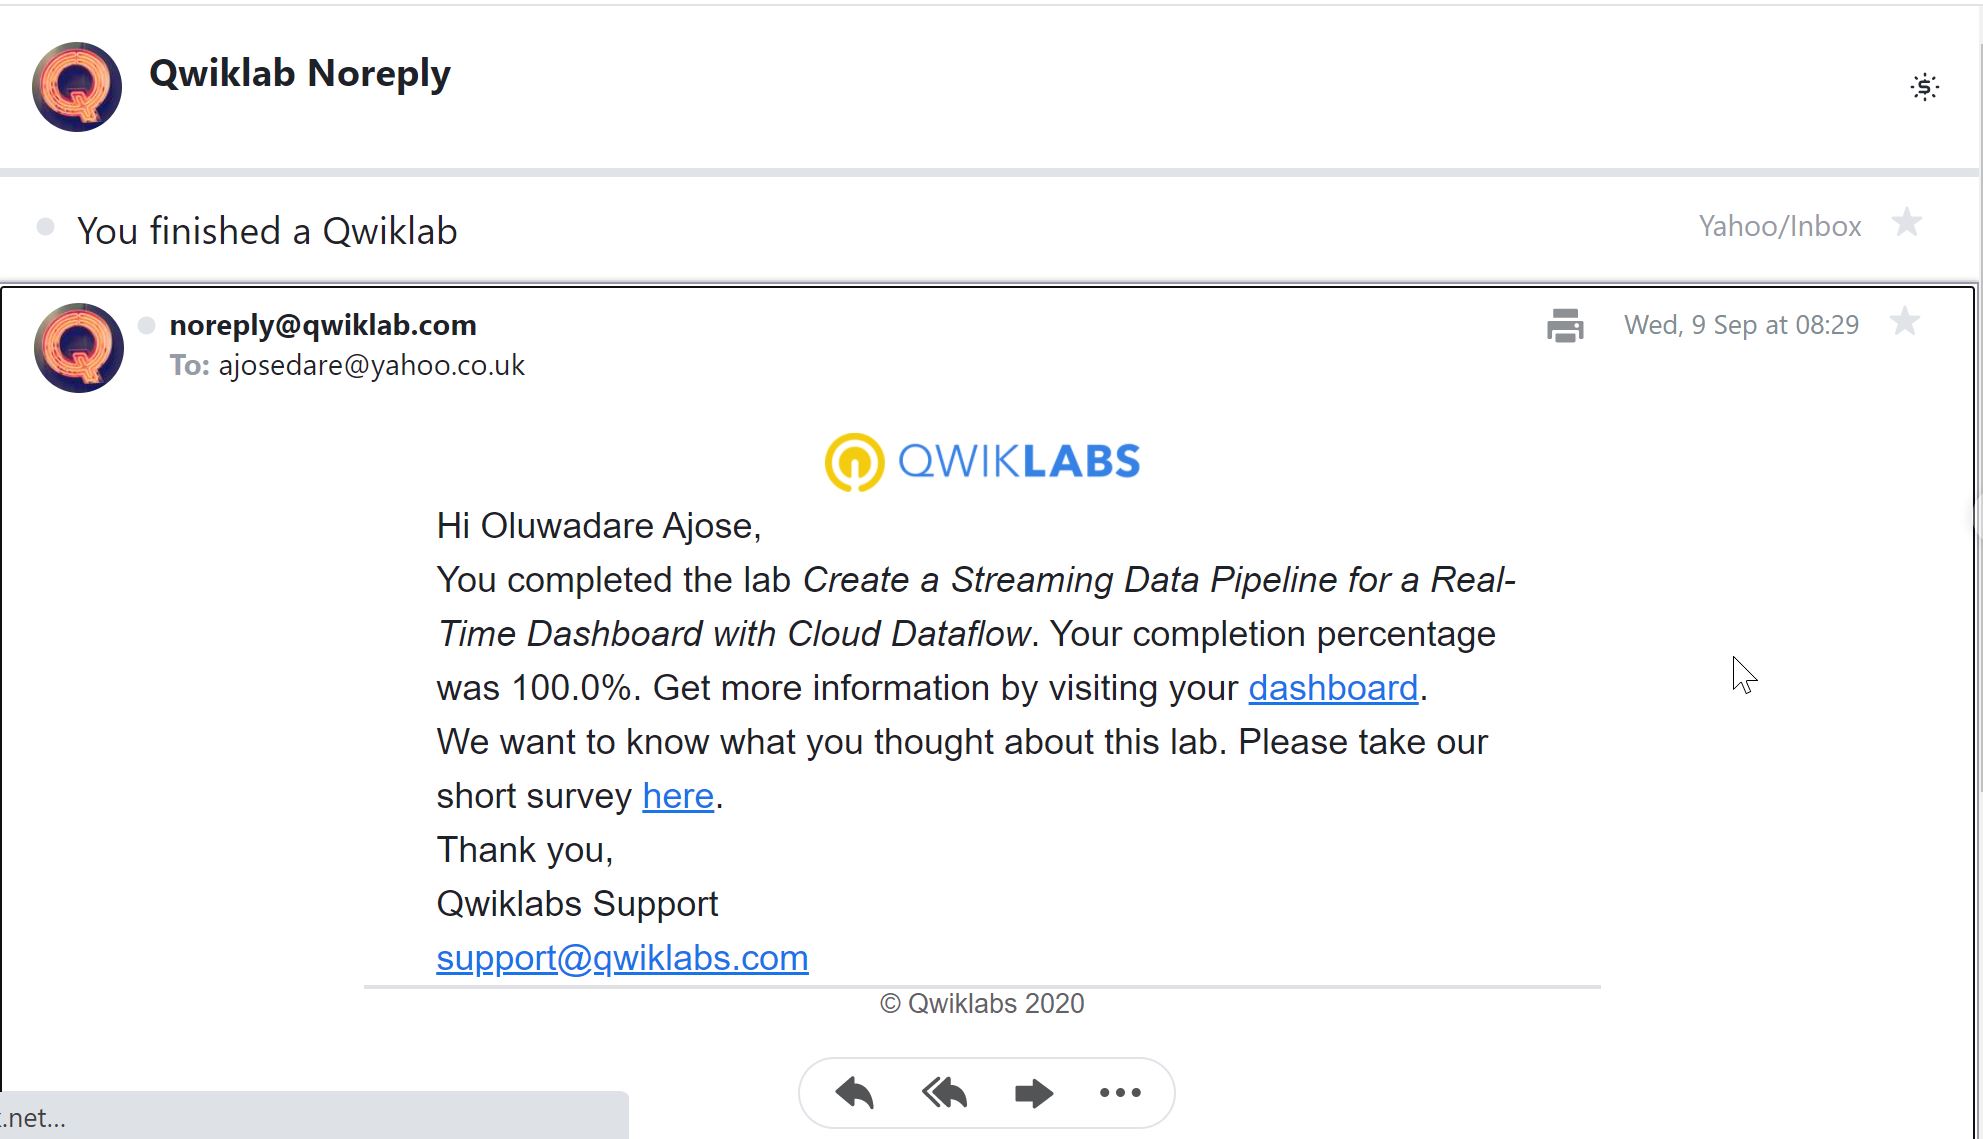 Qwiklab Noreply
You finished a Qwiklab
Yahoo/Inbox
noreply@qwiklab.com
Wed, 9 Sep at 08:29
To: ajosedare@yahoo.co.uk
QWIKLABS
Hi Oluwadare Ajose,
You completed the lab Create a Streaming Data Pipeline for a Real-
Time Dashboard with Cloud Dataflow. Your completion percentage
was 100.0%. Get more information by visiting your dashboard.
We want to know what you thought about this lab. Please take our
short survey here.
Thank you,
Qwiklabs Support
support@qwiklabs.com
© Qwiklabs 2020
.net...